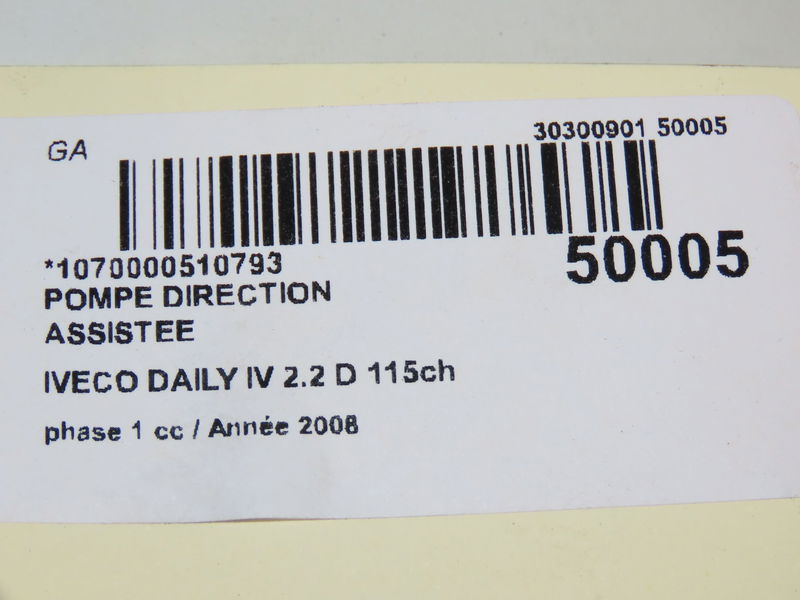 GA
30300901 50005
*1070000510793
50005
POMPE DIRECTION
ASSISTEE
IVECO DAILY IV 2.2 D 115ch
phase 1 cc / Année 2008